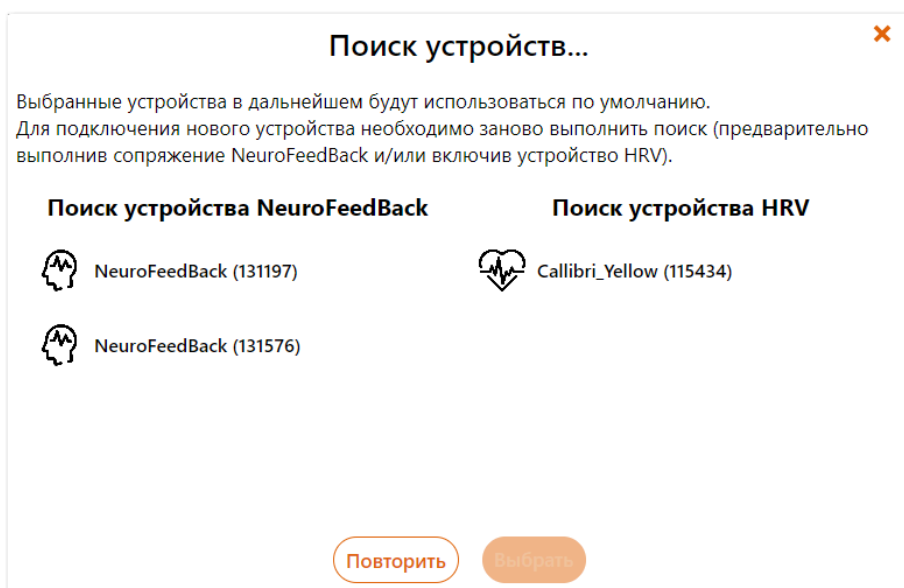 Поиск устройств...
Выбранные устройства в дальнейшем будут использоваться по умолчанию.
Для подключения нового устройства необходимо заново выполнить поиск (предварительно
выполнив сопряжение NeuroFeedBack и/или включив устройство HRV).
Поиск устройства NeuroFeedBack
Поиск устройства HRV
NeuroFeedBack (131197)
Callibri_Yellow (115434)
NeuroFeedBack (131576)
Повторить
Выбрать